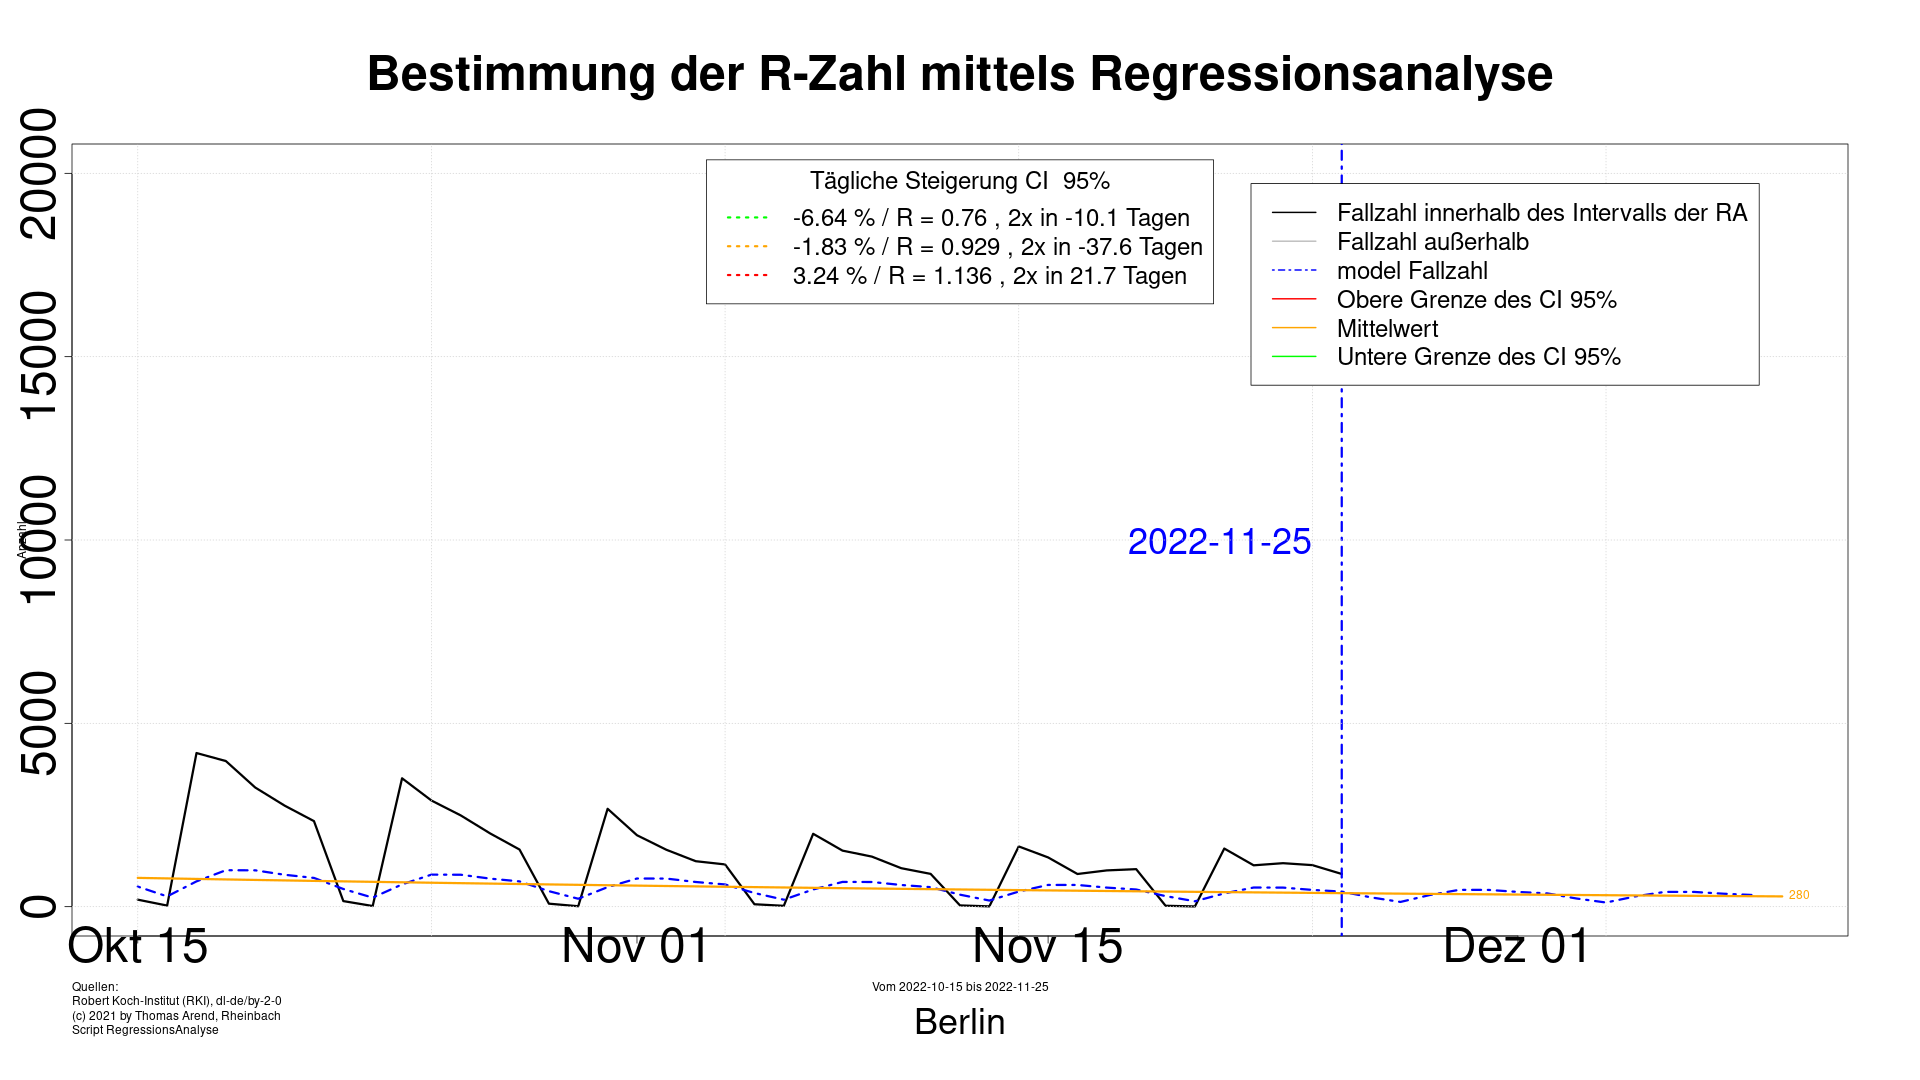 Bestimmung der R-Zahl mittels Regressionsanalyse
Anzahl
20000
15000
10000
5000
0
Tägliche Steigerung CI  95%
-6.64 % / R = 0.76 , 2x in -10.1 Tagen
-1.83 % / R = 0.929 , 2x in -37.6 Tagen
3.24 % / R = 1.136 , 2x in 21.7 Tagen
Fallzahl innerhalb des Intervalls der RA
Fallzahl außerhalb
model Fallzahl
Obere Grenze des CI 95%
Mittelwert
Untere Grenze des CI 95%
2022-11-25
280
Okt 15
Nov 01
Nov 15
Dez 01
Quellen:
Robert Koch-Institut (RKI), dl-de/by-2-0
(c) 2021 by Thomas Arend, Rheinbach
Script RegressionsAnalyse
Vom 2022-10-15 bis 2022-11-25
Berlin